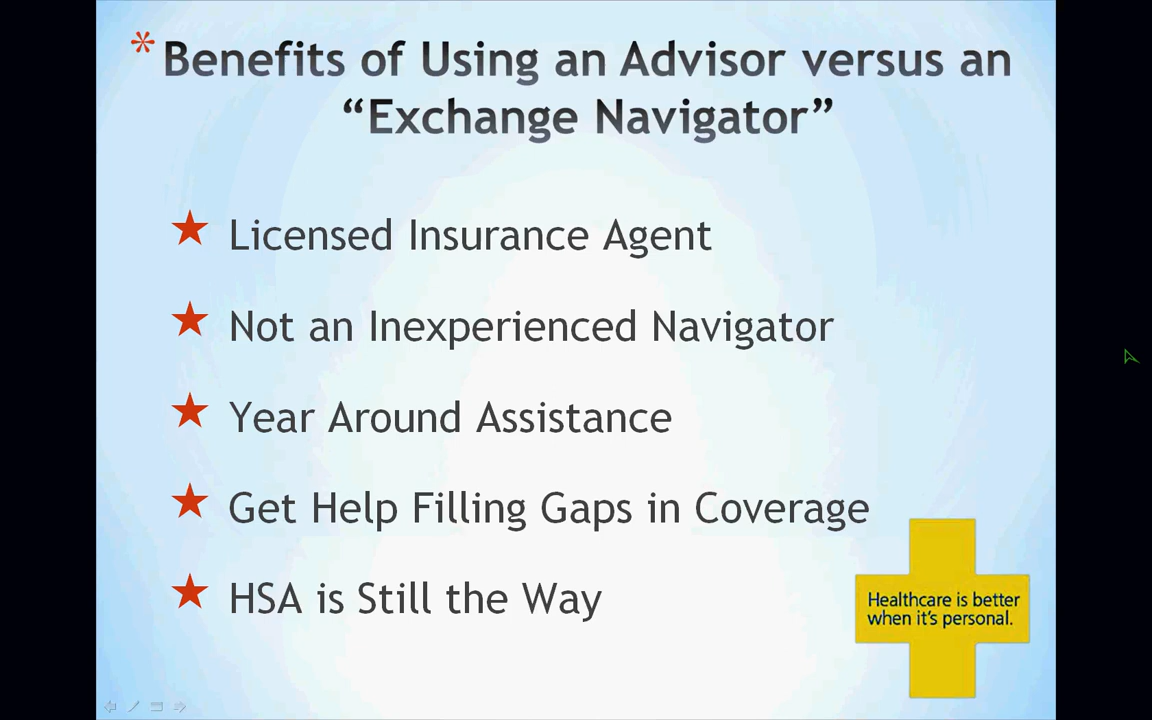 * Benefits of Using an Advisor versus an
“Exchange Navigator”
★ Licensed Insurance Agent
★ Not an Inexperienced Navigator
★ Year Around Assistance
★ Get Help Filling Gaps in Coverage
★ HSA is Still the Way
Healthcare is better
when it's personal.